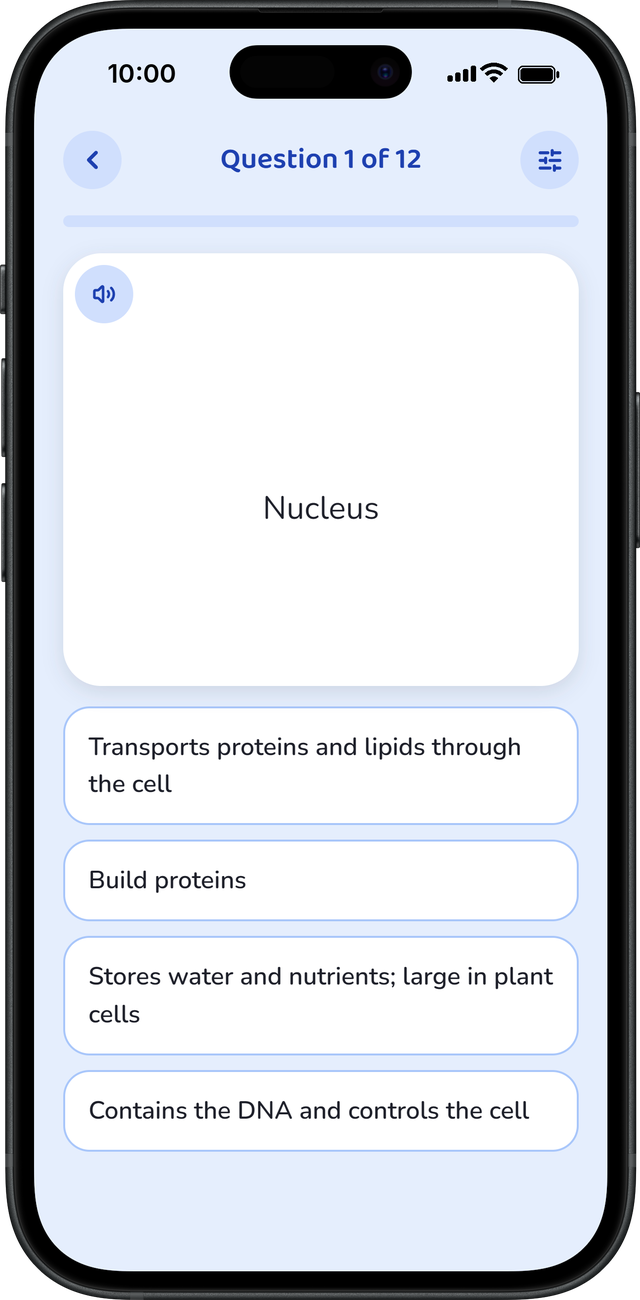 10:00
Question 1 of 12
Nucleus
Transports proteins and lipids through
the cell
Build proteins
Stores water and nutrients; large in plant
cells
Contains the DNA and controls the cell